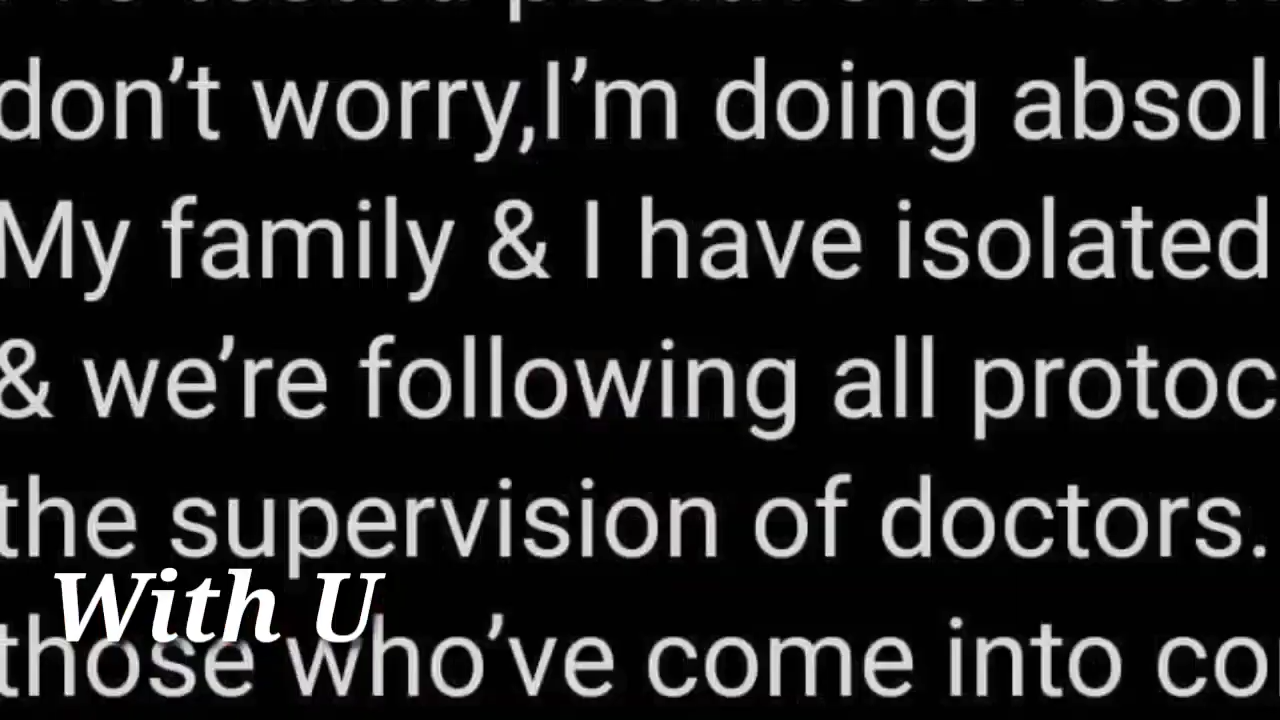 don’t worry,I’m doing absol
My family & I have isolated
& we’re following all protoc
the supervision of doctors.
With U
those who’ve come into co